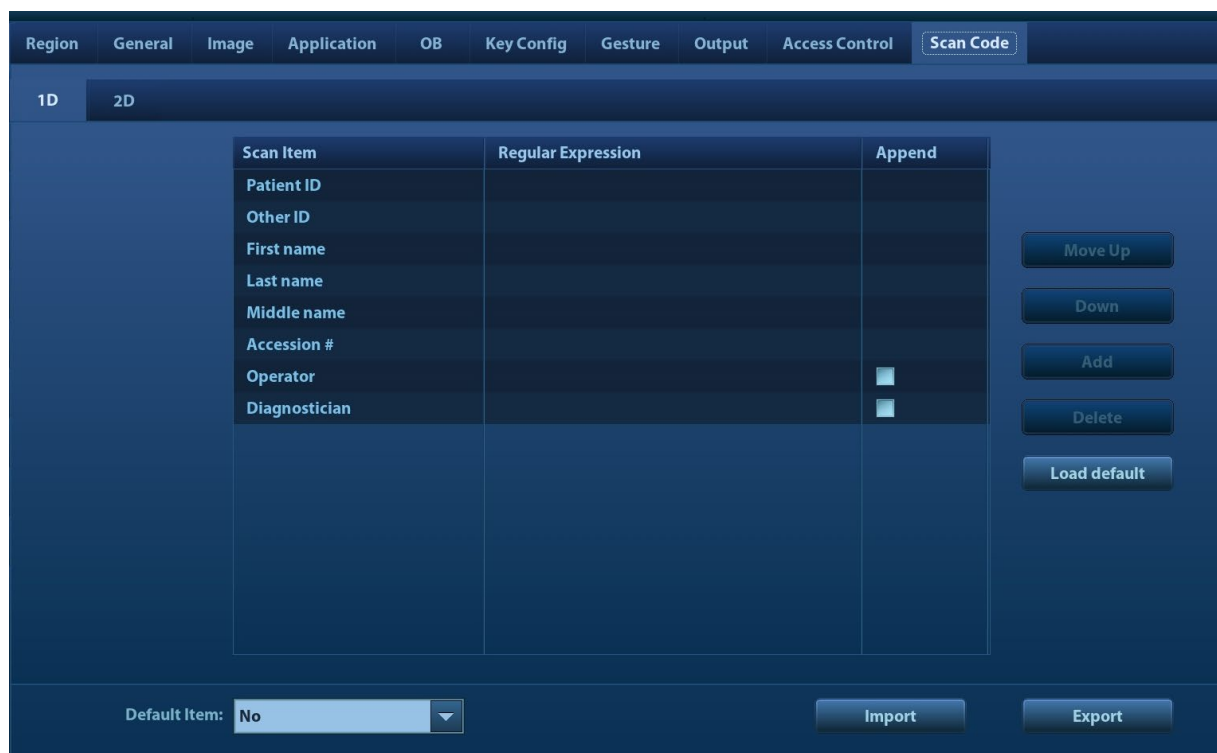 Region General Image Application OB Key Config Gesture Output Access Control Scan Code
1D 2D
Scan Item Regular Expression Append
Patient ID
Other ID
First name
Last name
Middle name
Accession #
Operator
Diagnostician
Move Up
Down
Add
Delete
Load default
Default Item: No Import Export